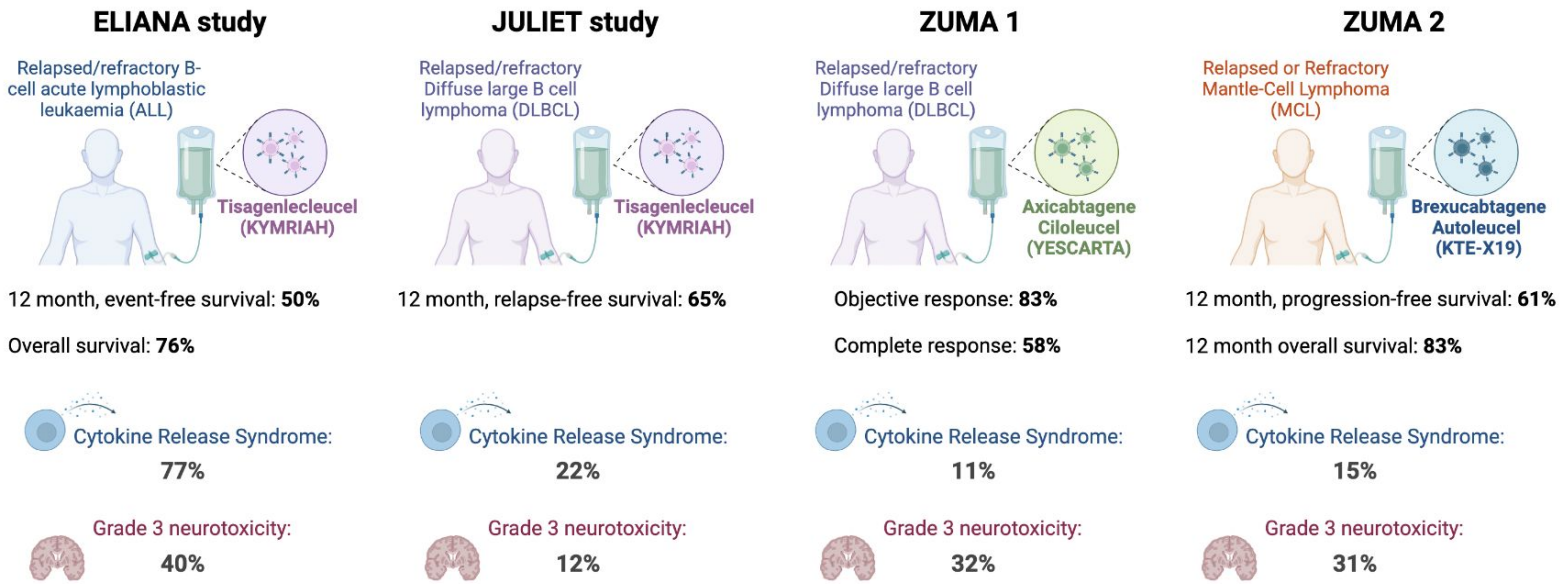 ELIANA study
Relapsed/refractory B-
cell acute lymphoblastic
leukaemia (ALL)
Tisagenlecleucel
(KYMRIAH)
12 month, event-free survival: 50%
Overall survival: 76%
Cytokine Release Syndrome:
77%
Grade 3 neurotoxicity:
40%
JULIET study
Relapsed/refractory
Diffuse large B cell
lymphoma (DLBCL)
Tisagenlecleucel
(KYMRIAH)
12 month, relapse-free survival: 65%
Cytokine Release Syndrome:
22%
Grade 3 neurotoxicity:
12%
ZUMA 1
Relapsed/refractory
Diffuse large B cell
lymphoma (DLBCL)
Axicabtagene
Ciloleucel
(YESCARTA)
Objective response: 83%
Complete response: 58%
Cytokine Release Syndrome:
11%
Grade 3 neurotoxicity:
32%
ZUMA 2
Relapsed or Refractory
Mantle-Cell Lymphoma
(MCL)
Brexucabtagene
Autoleucel
(KTE-X19)
12 month, progression-free survival: 61%
12 month overall survival: 83%
Cytokine Release Syndrome:
15%
Grade 3 neurotoxicity:
31%